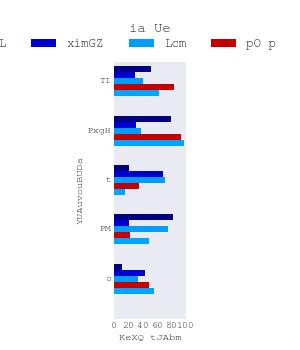 ia Ue
L ximGZ Lcm pO p
TI
PxgH
t
PM
o
YUAuvouBUDa
0 20 40 60 80 100
KeXQ tJAbm